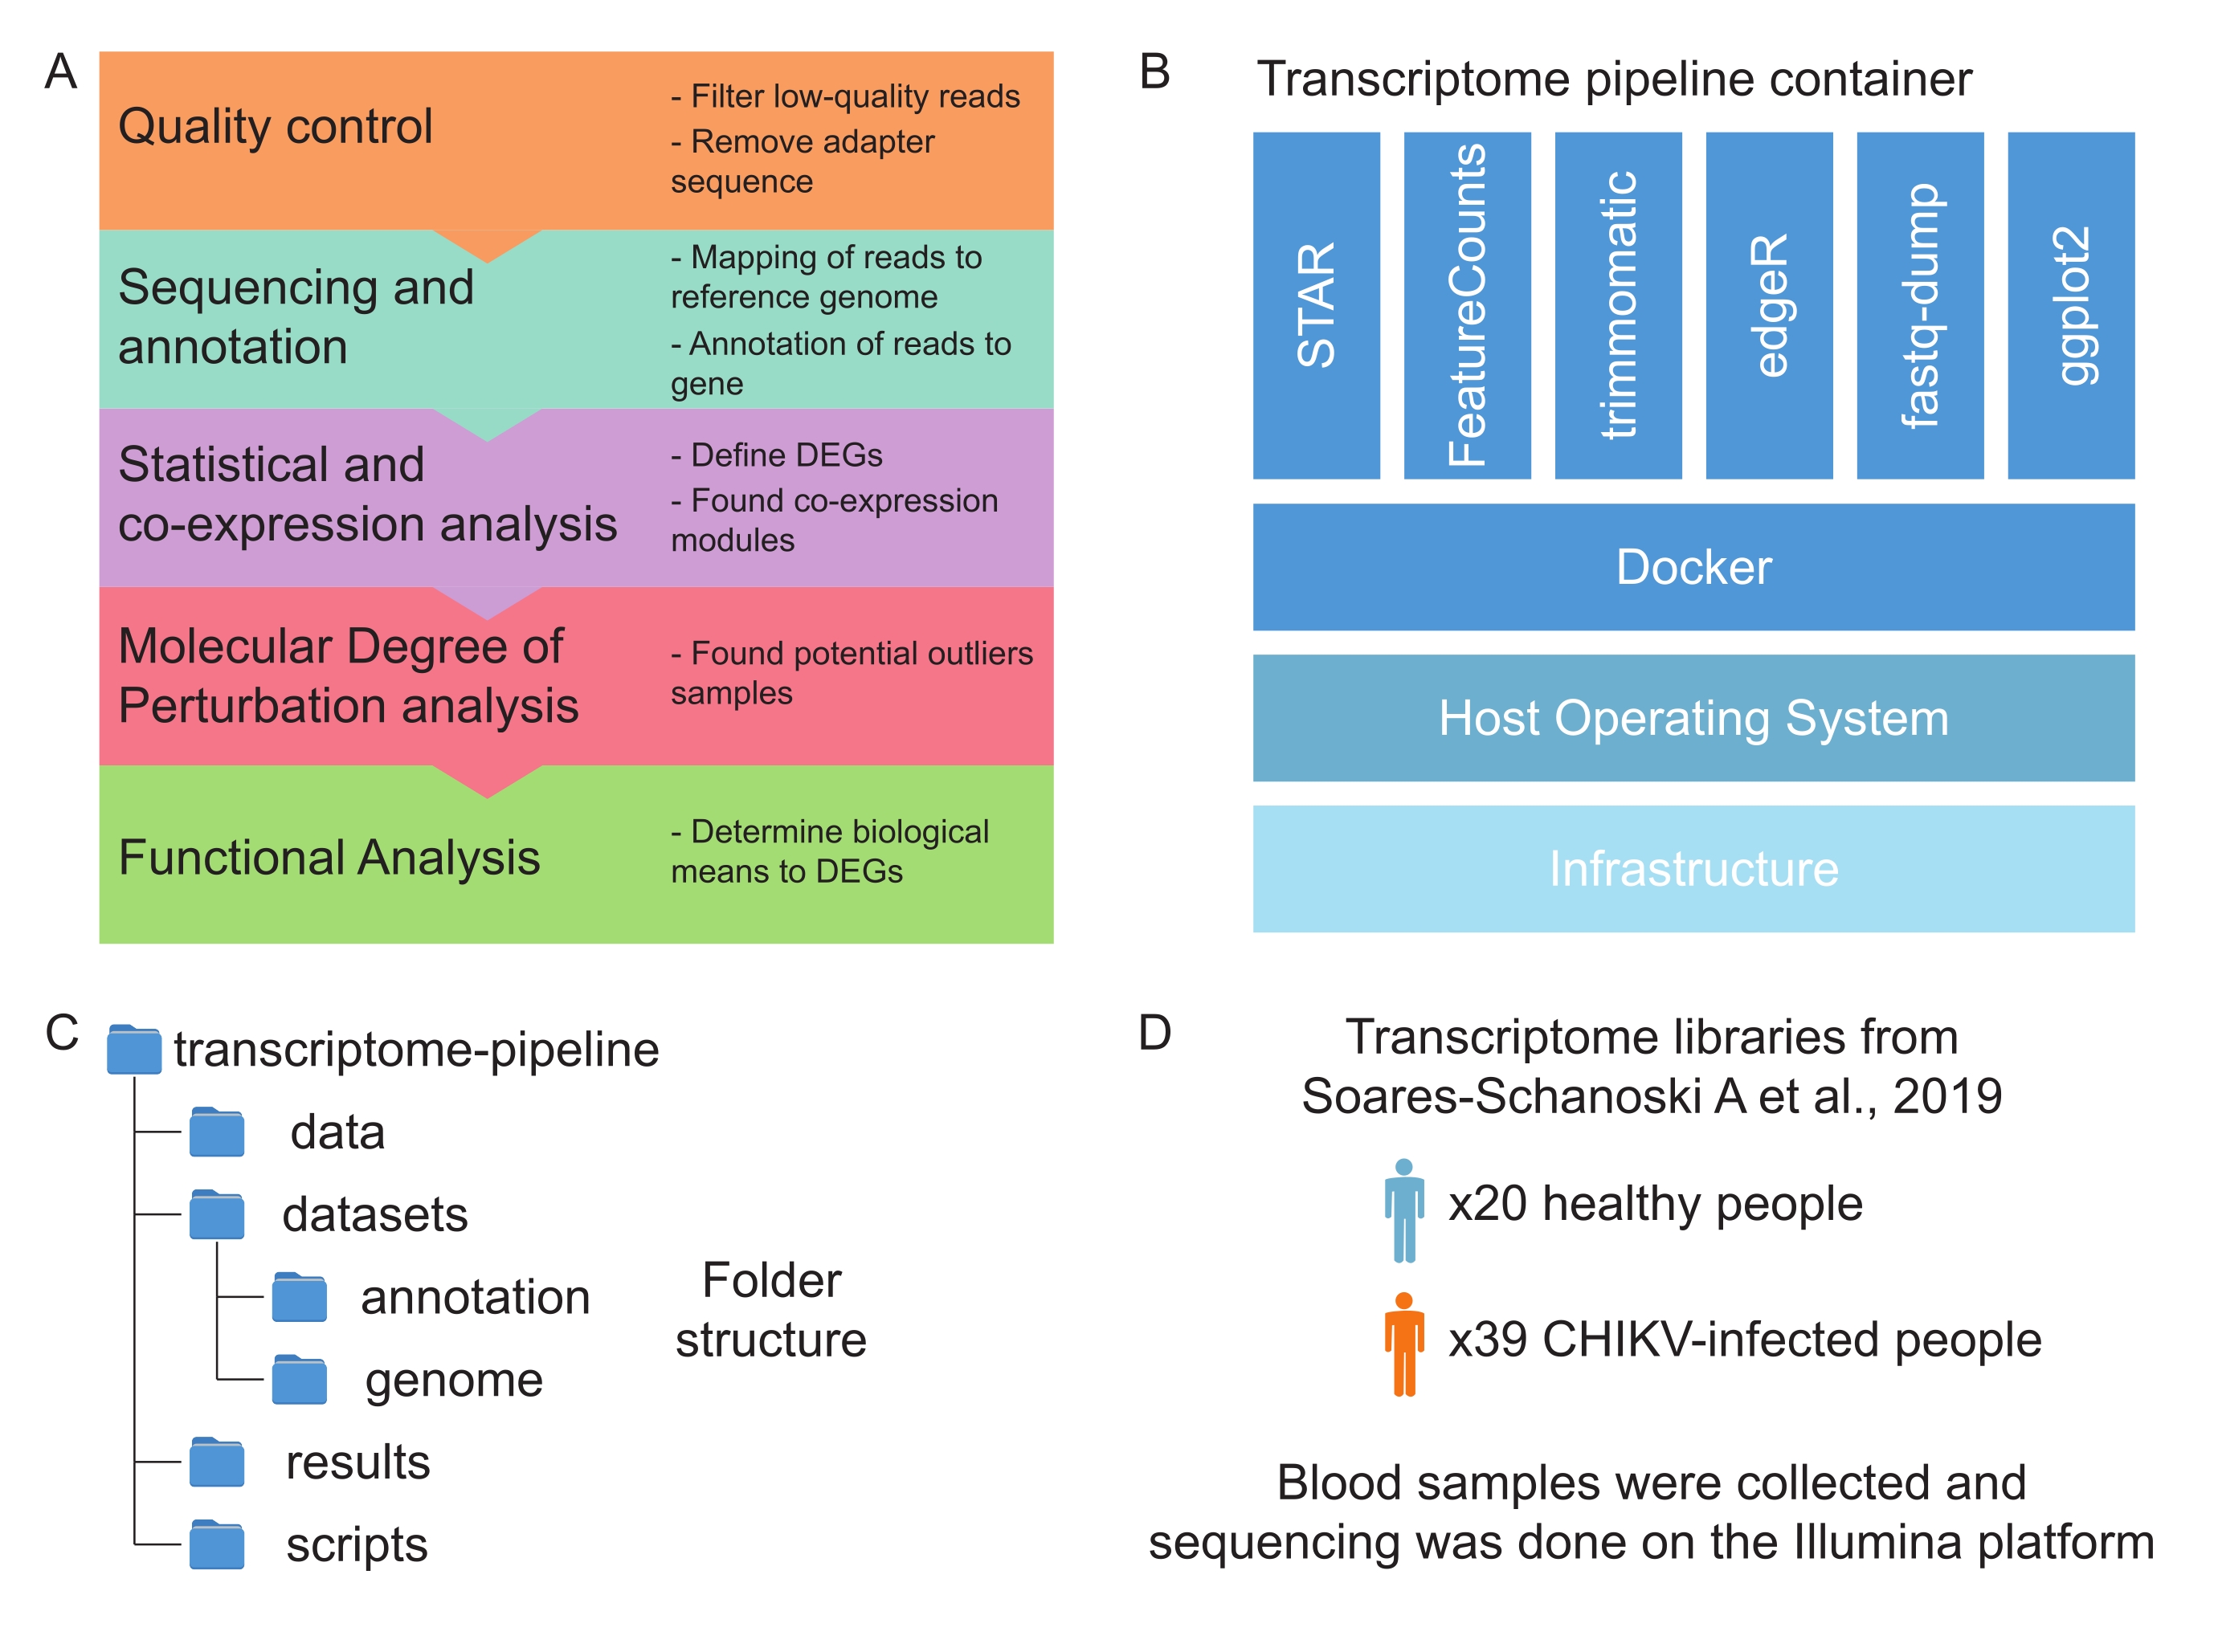 A
Quality control
- Filter low-quality reads
- Remove adapter
sequence
Sequencing and
annotation
- Mapping of reads to
reference genome
- Annotation of reads to
gene
Statistical and
co-expression analysis
- Define DEGs
- Found co-expression
modules
Molecular Degree of
Perturbation analysis
- Found potential outliers
samples
Functional Analysis
- Determine biological
means to DEGs
B
Transcriptome pipeline container
STAR
FeatureCounts
trimmomatic
edgeR
fastq-dump
ggplot2
Docker
Host Operating System
Infrastructure
C
transcriptome-pipeline
data
datasets
annotation
genome
results
scripts
Folder
structure
D
Transcriptome libraries from
Soares-Schanoski A et al., 2019
x20 healthy people
x39 CHIKV-infected people
Blood samples were collected and
sequencing was done on the Illumina platform